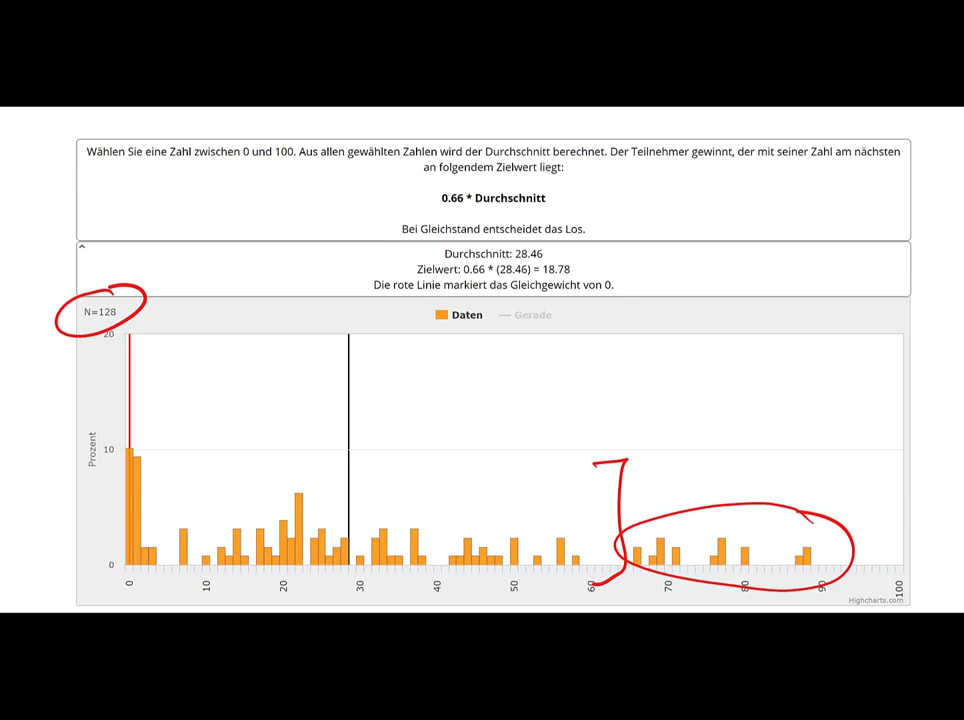 Wählen Sie eine Zahl zwischen 0 und 100. Aus allen gewählten Zahlen wird der Durchschnitt berechnet. Der Teilnehmer gewinnt, der mit seiner Zahl am nächsten
an folgendem Zielwert liegt:
0.66 * Durchschnitt
Bei Gleichstand entscheidet das Los.
Durchschnitt: 28.46
Zielwert: 0.66 * (28.46) = 18.78
Die rote Linie markiert das Gleichgewicht von 0.
N=128
Daten
Gerade
20
10
0
Prozent
0 10 20 30 40 50 60 70 80 90 100
Highcharts.com